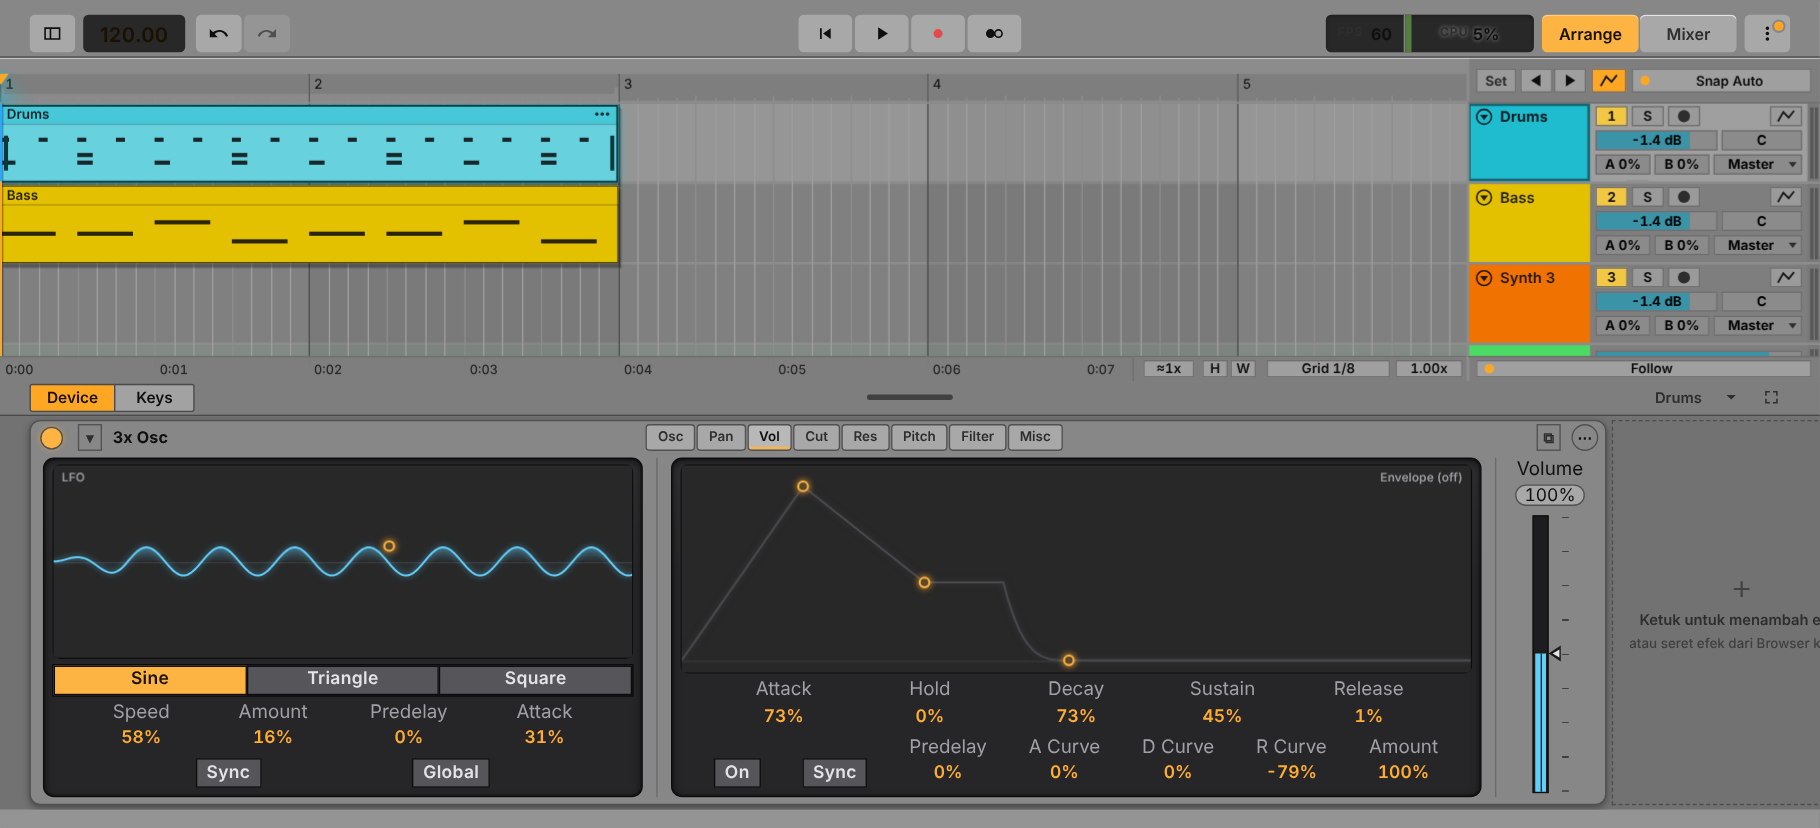 120.00
FPS 60
CPU 5%
Arrange
Mixer
1 2 3 4 5
Set
Snap Auto
Drums
Drums
1 S
-1.4 dB C
A 0% B 0% Master
Bass
Bass
2 S
-1.4 dB C
A 0% B 0% Master
Synth 3
3 S
-1.4 dB C
A 0% B 0% Master
0:00 0:01 0:02 0:03 0:04 0:05 0:06 0:07
≈1x H W Grid 1/8 1.00x
Follow
Device Keys
Drums
3x Osc
Osc Pan Vol Cut Res Pitch Filter Misc
LFO
Sine Triangle Square
Speed Amount Predelay Attack
58% 16% 0% 31%
Sync Global
Envelope (off)
Attack Hold Decay Sustain Release
73% 0% 73% 45% 1%
Predelay A Curve D Curve R Curve Amount
On Sync 0% 0% 0% -79% 100%
Volume
100%
Ketuk untuk menambah e
atau seret efek dari Browser k